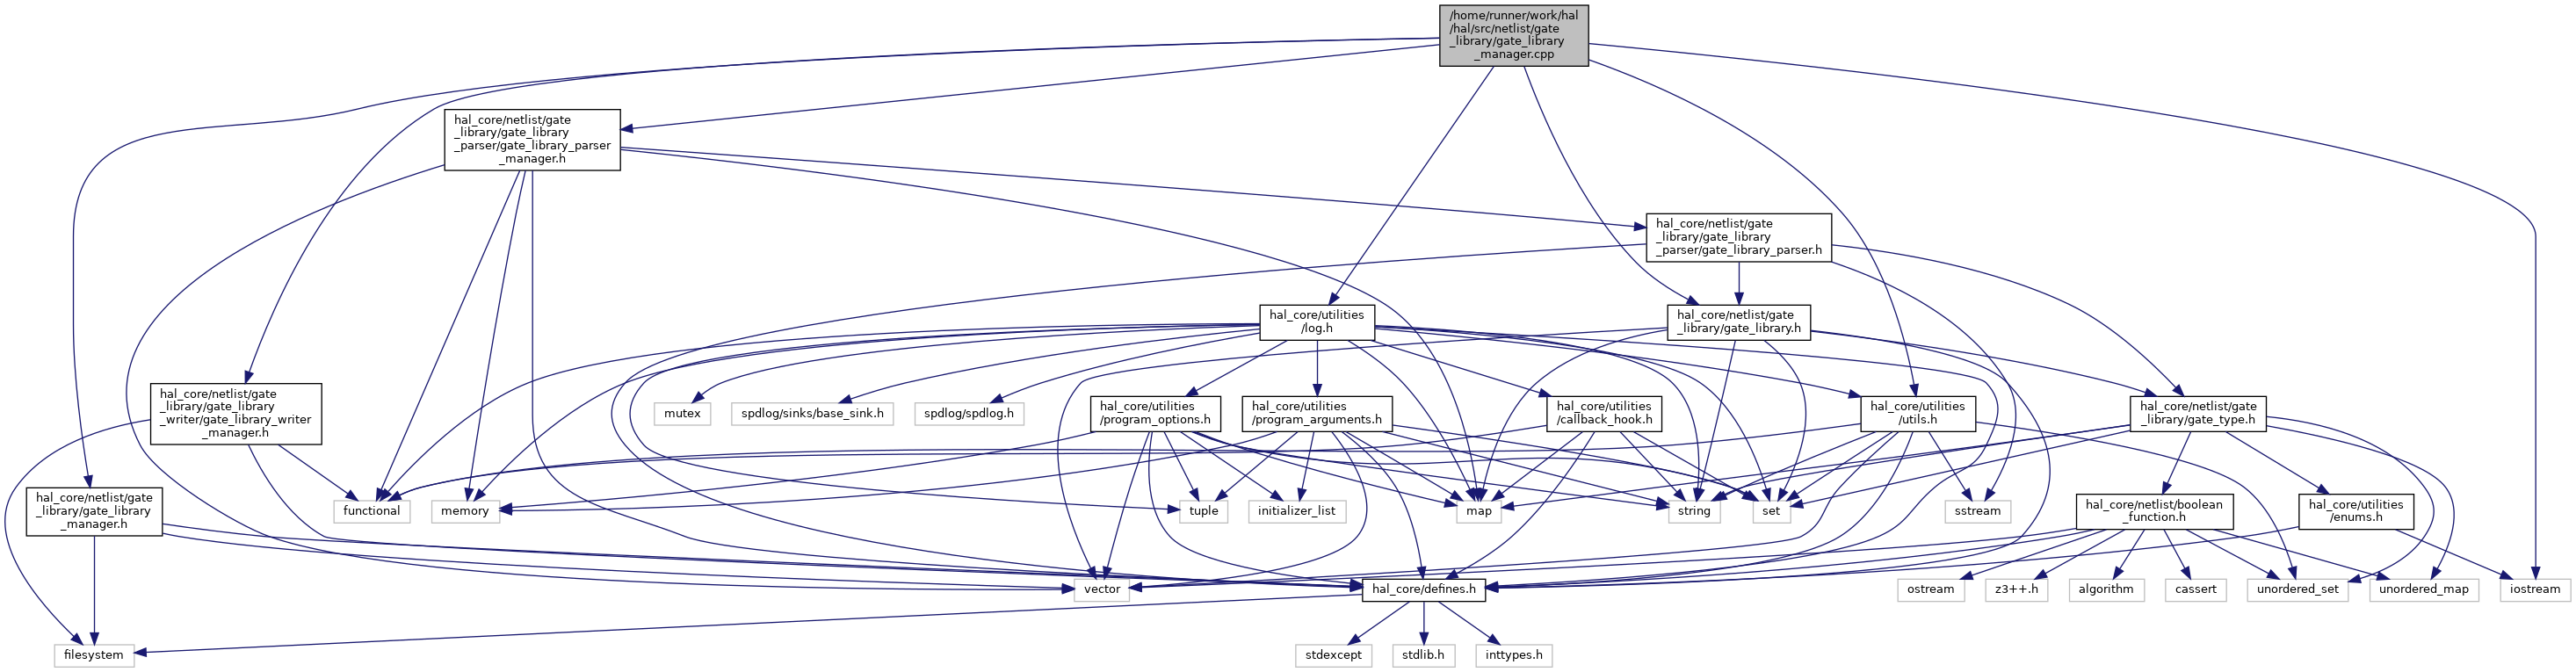 /home/runner/work/hal
/hal/src/netlist/gate
_library/gate_library
_manager.cpp
hal_core/netlist/gate
_library/gate_library
_parser/gate_library_parser
_manager.h
hal_core/netlist/gate
_library/gate_library
_parser/gate_library_parser.h
hal_core/utilities
/log.h
hal_core/netlist/gate
_library/gate_library.h
hal_core/netlist/gate
_library/gate_library
_writer/gate_library_writer
_manager.h
mutex
spdlog/sinks/base_sink.h
spdlog/spdlog.h
hal_core/utilities
/program_options.h
hal_core/utilities
/program_arguments.h
hal_core/utilities
/callback_hook.h
hal_core/utilities
/utils.h
hal_core/netlist/gate
_library/gate_type.h
hal_core/netlist/gate
_library/gate_library
_manager.h
functional
memory
tuple
initializer_list
map
string
set
sstream
hal_core/netlist/boolean
_function.h
hal_core/utilities
/enums.h
vector
hal_core/defines.h
ostream
z3++.h
algorithm
cassert
unordered_set
unordered_map
iostream
filesystem
stdexcept
stdlib.h
inttypes.h